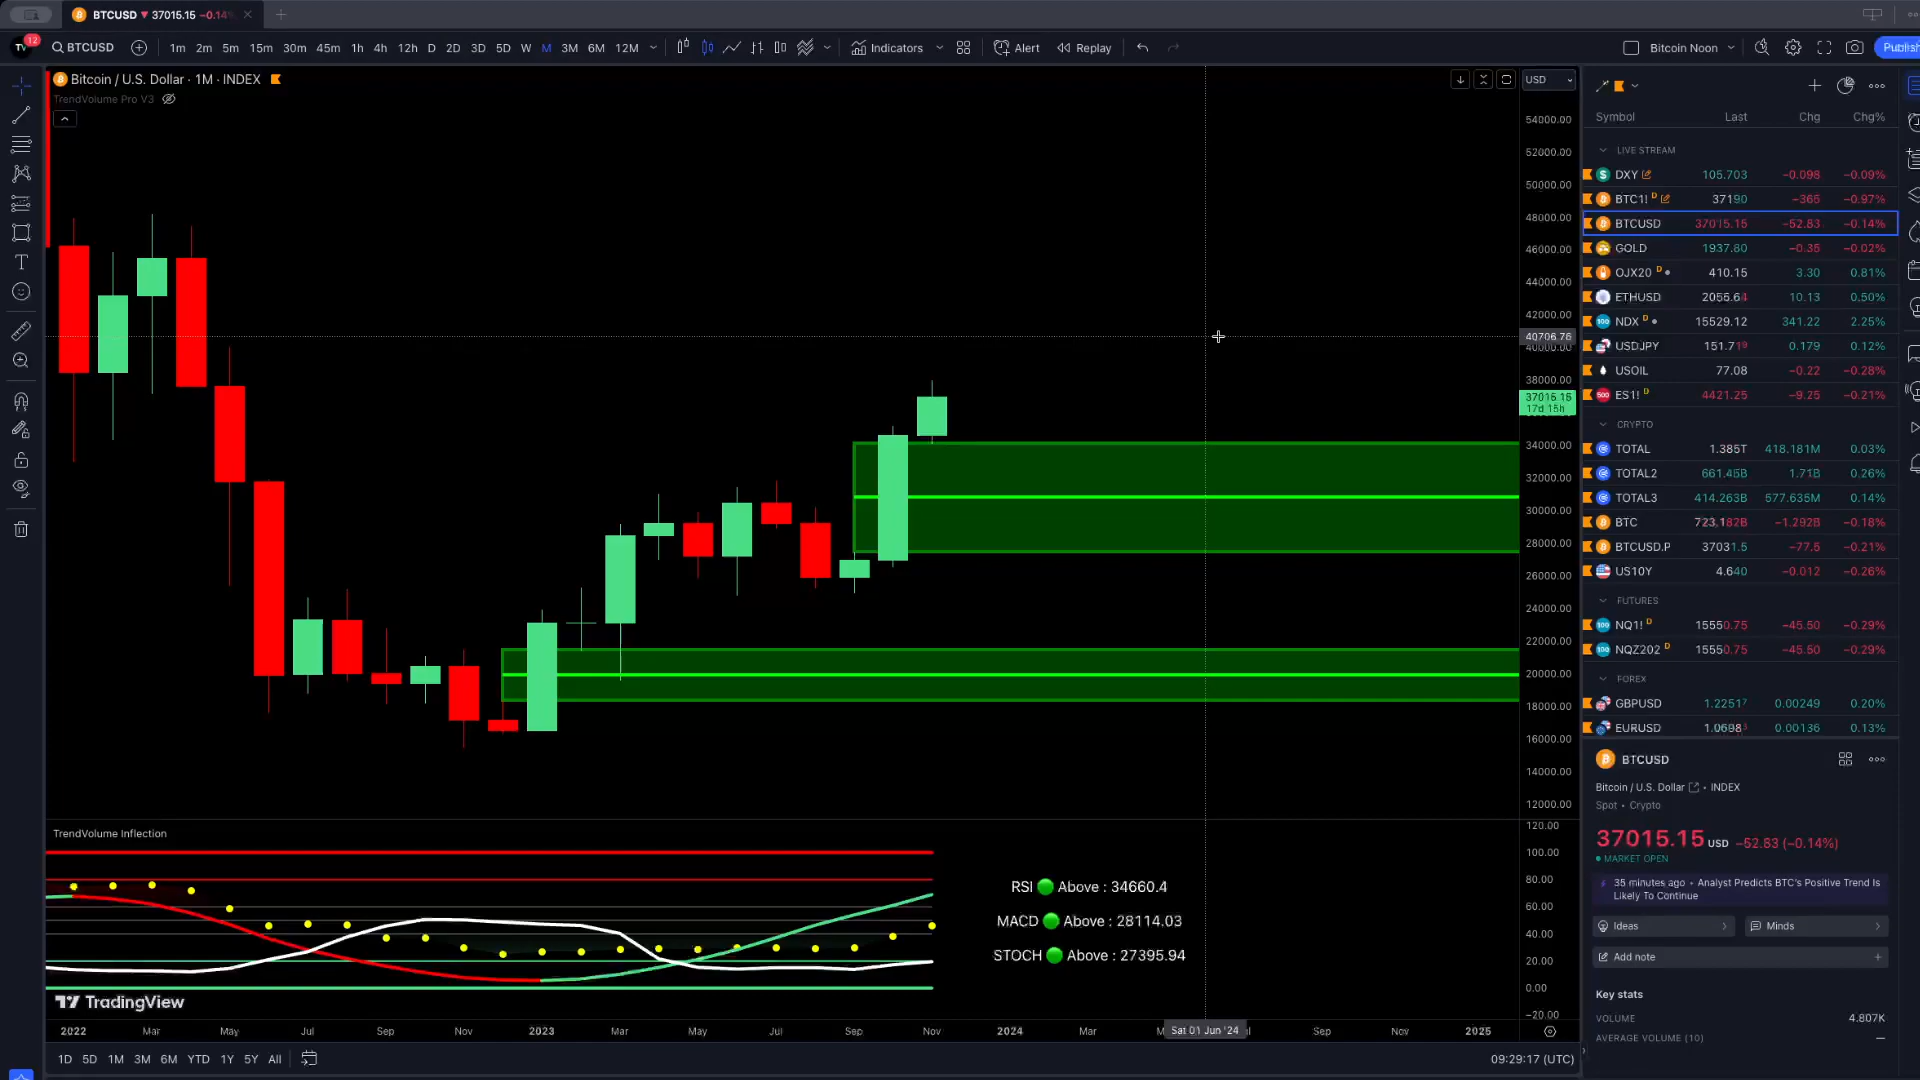 BTCUSD ▼ 37015.15 −0.14%
12
BTCUSD
1m 2m 5m 15m 30m 45m 1h 4h 12h D 2D 3D 5D W M 3M 6M 12M
Indicators
Alert
Replay
Bitcoin Noon
Publish
Bitcoin / U.S. Dollar · 1M · INDEX
TrendVolume Pro V3
USD
54000.00
52000.00
50000.00
48000.00
46000.00
44000.00
42000.00
40706.76
40000.00
38000.00
37015.15
17d 15h
34000.00
32000.00
30000.00
28000.00
26000.00
24000.00
22000.00
20000.00
18000.00
16000.00
14000.00
12000.00
TrendVolume Inflection
120.00
100.00
80.00
60.00
40.00
20.00
0.00
−20.00
RSI Above : 34660.4
MACD Above : 28114.03
STOCH Above : 27395.94
TradingView
2022 Mar May Jul Sep Nov 2023 Mar May Jul Sep Nov 2024 Mar Sat 01 Jun '24 Sep Nov 2025
1D 5D 1M 3M 6M YTD 1Y 5Y All
09:29:17 (UTC)
Symbol Last Chg Chg%
LIVE STREAM
DXY 105.703 −0.098 −0.09%
BTC1! D 37190 −365 −0.97%
BTCUSD 37015.15 −52.83 −0.14%
GOLD 1937.60 −0.35 −0.02%
OJX20 D 410.15 3.30 0.81%
ETHUSD 2055.64 10.13 0.50%
NDX D 15529.12 341.22 2.25%
USDJPY 151.719 0.179 0.12%
USOIL 77.08 −0.22 −0.28%
ES1! D 4421.25 −9.25 −0.21%
CRYPTO
TOTAL 1.385T 418.181M 0.03%
TOTAL2 661.45B 1.71B 0.26%
TOTAL3 414.263B 577.635M 0.14%
BTC 723.182B −1.292B −0.18%
BTCUSD.P 37031.5 −77.5 −0.21%
US10Y 4.640 −0.012 −0.26%
FUTURES
NQ1! D 15550.75 −45.50 −0.29%
NQZ202 D 15550.75 −45.50 −0.29%
FOREX
GBPUSD 1.22517 0.00249 0.20%
EURUSD 0.00136 0.13%
BTCUSD
Bitcoin / U.S. Dollar • INDEX
Spot • Crypto
37015.15 USD −52.83 (−0.14%)
MARKET OPEN
35 minutes ago • Analyst Predicts BTC's Positive Trend Is
Likely To Continue
Ideas
Minds
Add note
Key stats
VOLUME 4.807K
AVERAGE VOLUME (10) —